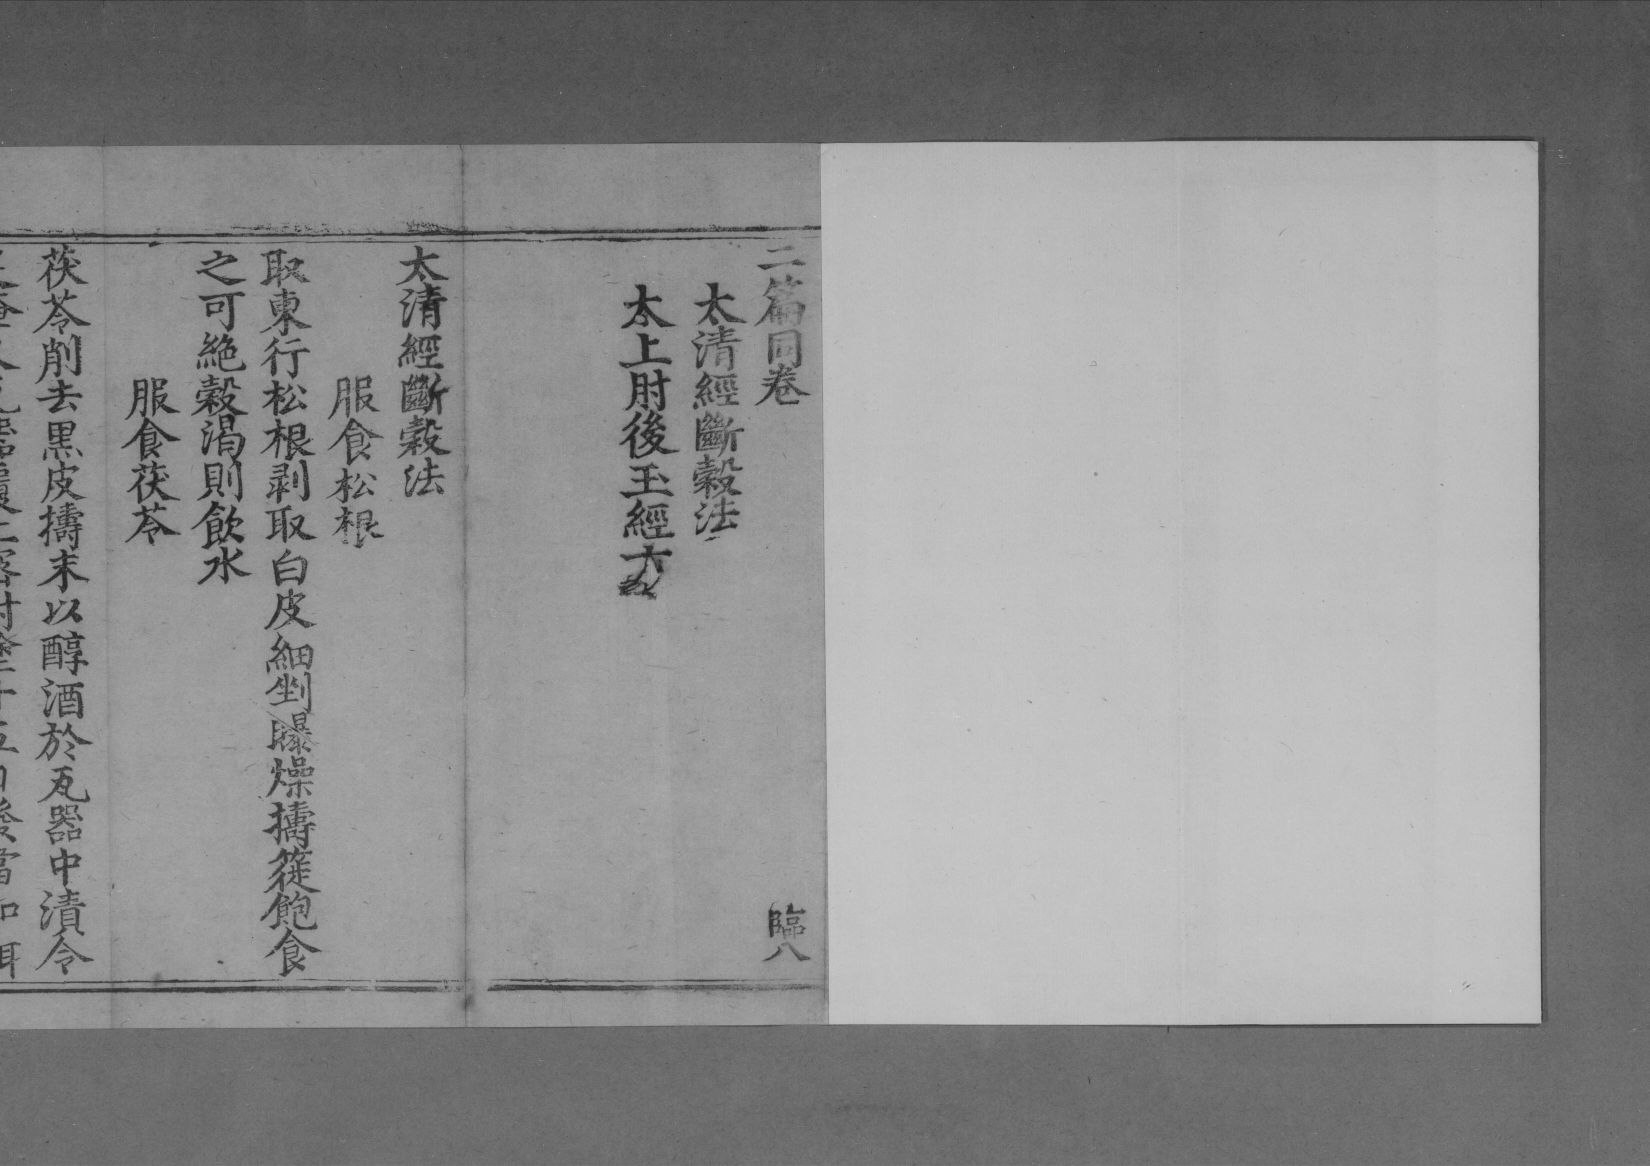 二篇同卷 臨八
太清經斷穀法
太上肘後玉經方
太清經斷穀法
服食松根
取東行松根剥取白皮細剉曝燥擣簁飽食
之可絶穀渴則飲水
服食茯苓
茯苓削去黑皮擣末以醇酒於瓦器中漬令